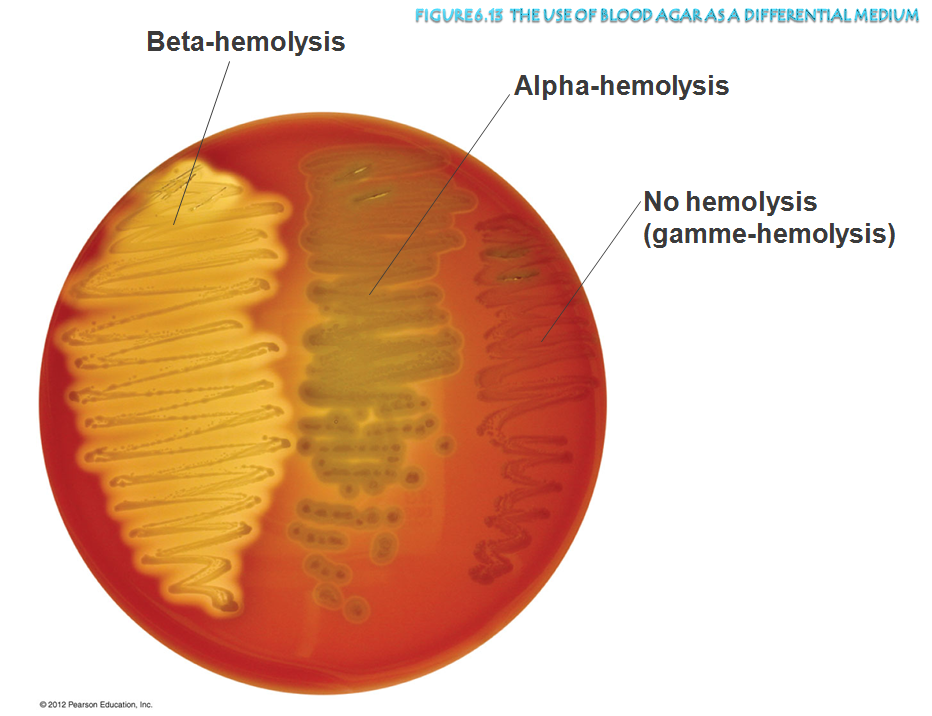 FIGURE 6.13 THE USE OF BLOOD AGAR AS A DIFFERENTIAL MEDIUM
Beta-hemolysis
Alpha-hemolysis
No hemolysis
(gamme-hemolysis)
© 2012 Pearson Education, Inc.